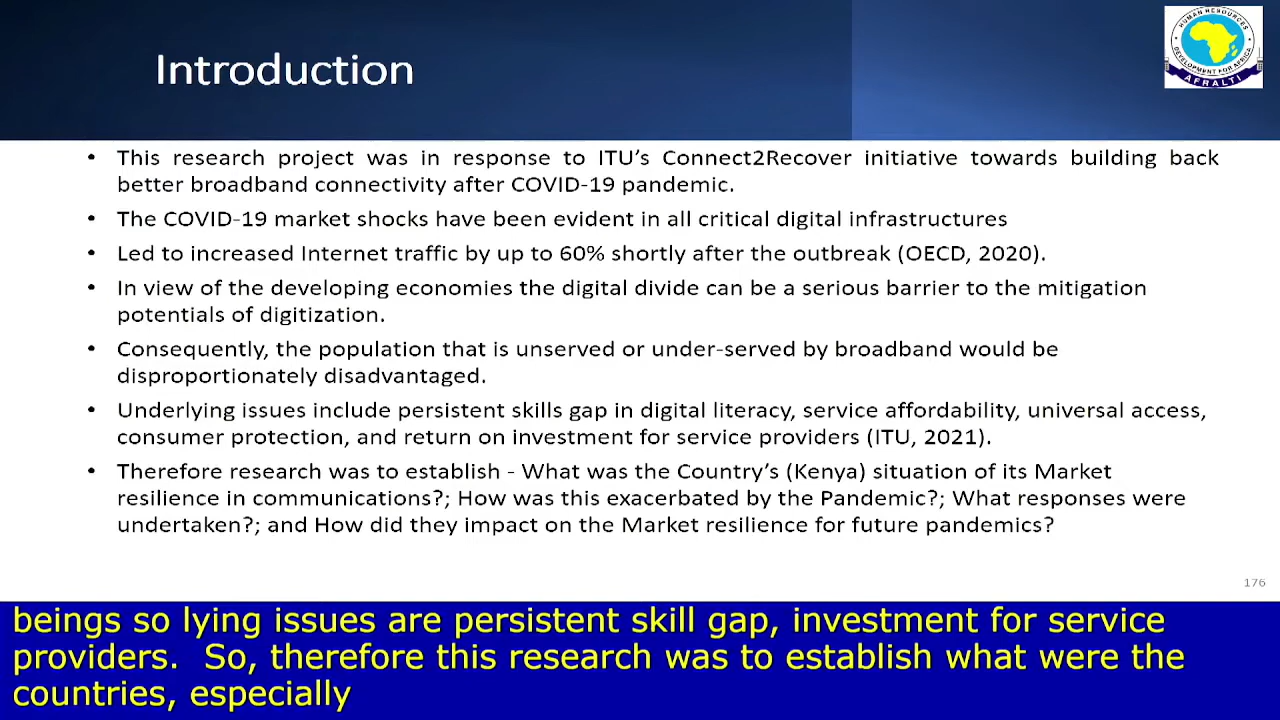 Introduction
HUMAN RESOURCES
DEVELOPMENT FOR AFRICA
AFRALTI
• This research project was in response to ITU's Connect2Recover initiative towards building back
better broadband connectivity after COVID-19 pandemic.
• The COVID-19 market shocks have been evident in all critical digital infrastructures
• Led to increased Internet traffic by up to 60% shortly after the outbreak (OECD, 2020).
• In view of the developing economies the digital divide can be a serious barrier to the mitigation
potentials of digitization.
• Consequently, the population that is unserved or under-served by broadband would be
disproportionately disadvantaged.
• Underlying issues include persistent skills gap in digital literacy, service affordability, universal access,
consumer protection, and return on investment for service providers (ITU, 2021).
• Therefore research was to establish - What was the Country's (Kenya) situation of its Market
resilience in communications?; How was this exacerbated by the Pandemic?; What responses were
undertaken?; and How did they impact on the Market resilience for future pandemics?
176
beings so lying issues are persistent skill gap, investment for service
providers.  So, therefore this research was to establish what were the
countries, especially